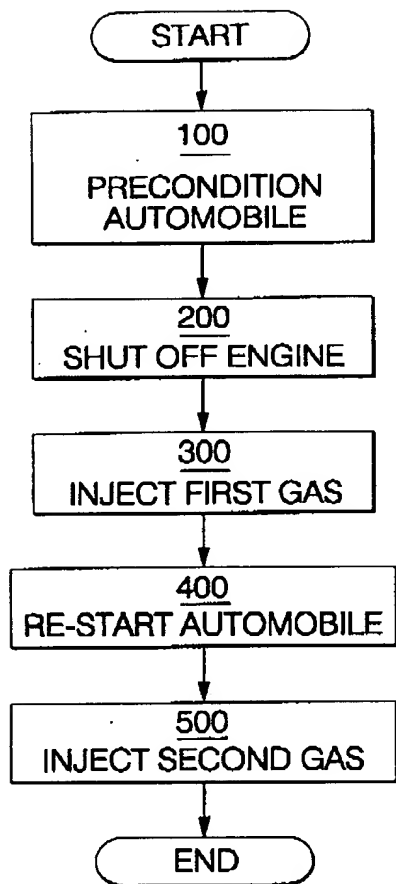 START
100
PRECONDITION
AUTOMOBILE
200
SHUT OFF ENGINE
300
INJECT FIRST GAS
400
RE-START AUTOMOBILE
500
INJECT SECOND GAS
END